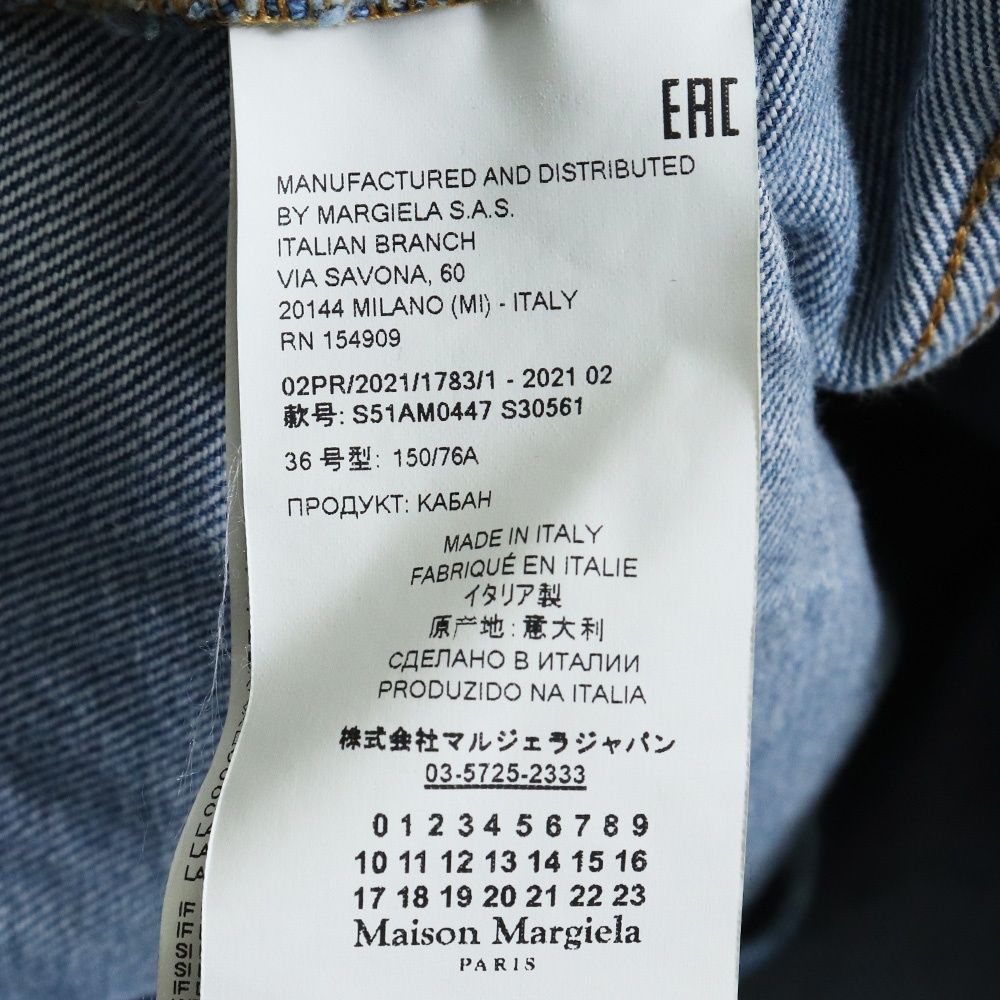 EAC
MANUFACTURED AND DISTRIBUTED
BY MARGIELA S.A.S.
ITALIAN BRANCH
VIA SAVONA, 60
20144 MILANO (MI) - ITALY
RN 154909
02PR/2021/1783/1 - 2021 02
款号: S51AM0447 S30561
36 号型: 150/76A
ПРОДУКТ: КАБАН
MADE IN ITALY
FABRIQUÉ EN ITALIE
イタリア製
原产地: 意大利
СДЕЛАНО В ИТАЛИИ
PRODUZIDO NA ITALIA
株式会社マルジェラジャパン
03-5725-2333
0 1 2 3 4 5 6 7 8 9
10 11 12 13 14 15 16
17 18 19 20 21 22 23
Maison Margiela
PARIS